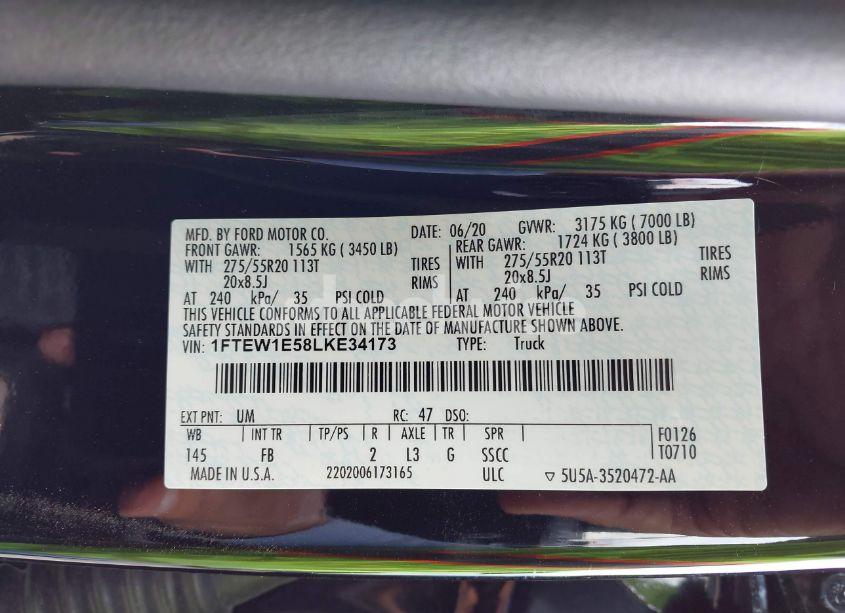 MFD. BY FORD MOTOR CO. DATE: 06/20 GVWR: 3175 KG ( 7000 LB)
FRONT GAWR: 1565 KG ( 3450 LB) REAR GAWR: 1724 KG ( 3800 LB)
WITH 275/55R20 113T TIRES WITH 275/55R20 113T TIRES
20x8.5J RIMS 20x8.5J RIMS
AT 240 kPa/ 35 PSI COLD AT 240 kPa/ 35 PSI COLD
THIS VEHICLE CONFORMS TO ALL APPLICABLE FEDERAL MOTOR VEHICLE
SAFETY STANDARDS IN EFFECT ON THE DATE OF MANUFACTURE SHOWN ABOVE.
VIN: 1FTEW1E58LKE34173 TYPE: Truck
EXT PNT: UM RC: 47 DSO:
WB INT TR TP/PS R AXLE TR SPR F0126
145 FB 2 L3 G SSCC T0710
MADE IN U.S.A. 2202006173165 ULC ▽ 5U5A-3520472-AA